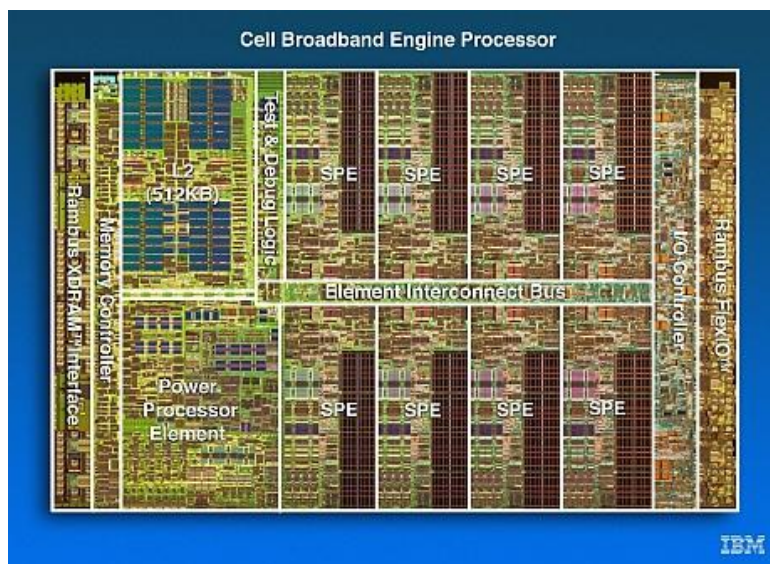 Cell Broadband Engine Processor
Rambus XDRAM™ Interface
Memory Controller
L2
(512KB)
Test & Debug Logic
SPE
SPE
SPE
SPE
I/O Controller
Rambus FlexIO™
Element Interconnect Bus
Power
Processor
Element
SPE
SPE
SPE
SPE
IBM